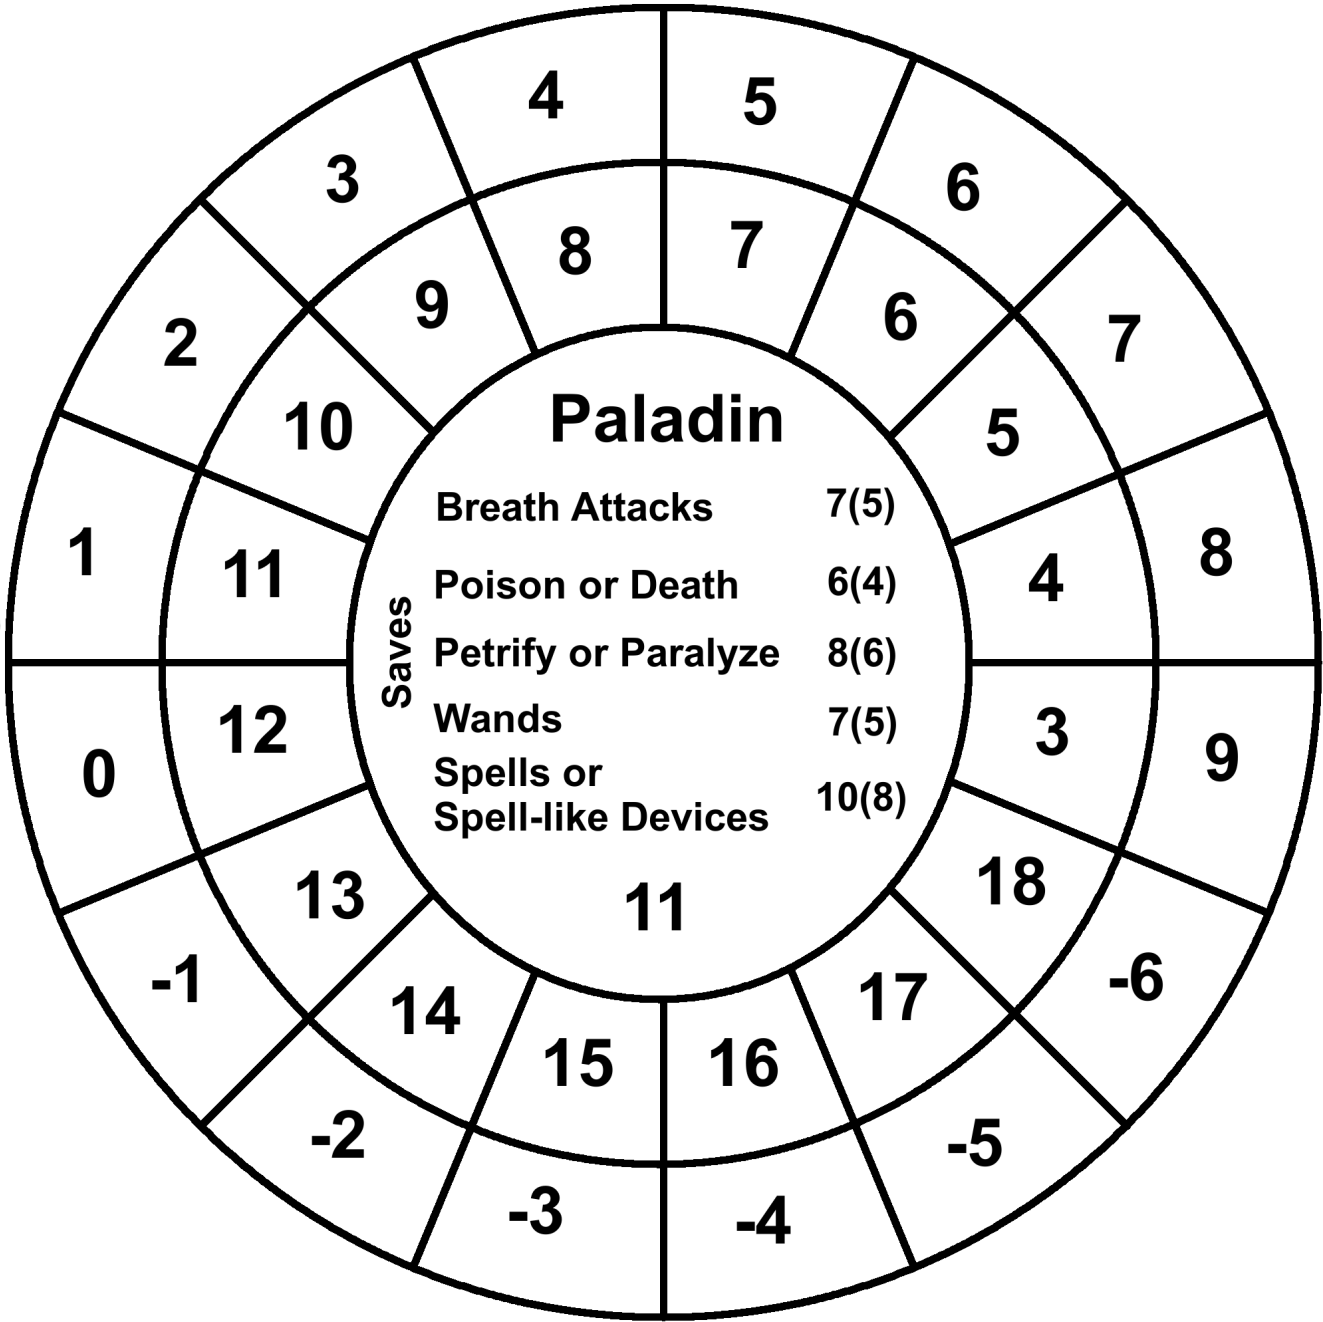 4 5
3 6
8 7
2 9 6 7
10 5
Paladin
Breath Attacks 7(5)
1 11 4 8
Poison or Death 6(4)
Saves
Petrify or Paralyze 8(6)
Wands 7(5)
0 12 3 9
Spells or
Spell-like Devices 10(8)
13 18
11
-1 14 17 -6
15 16
-2 -5
-3 -4